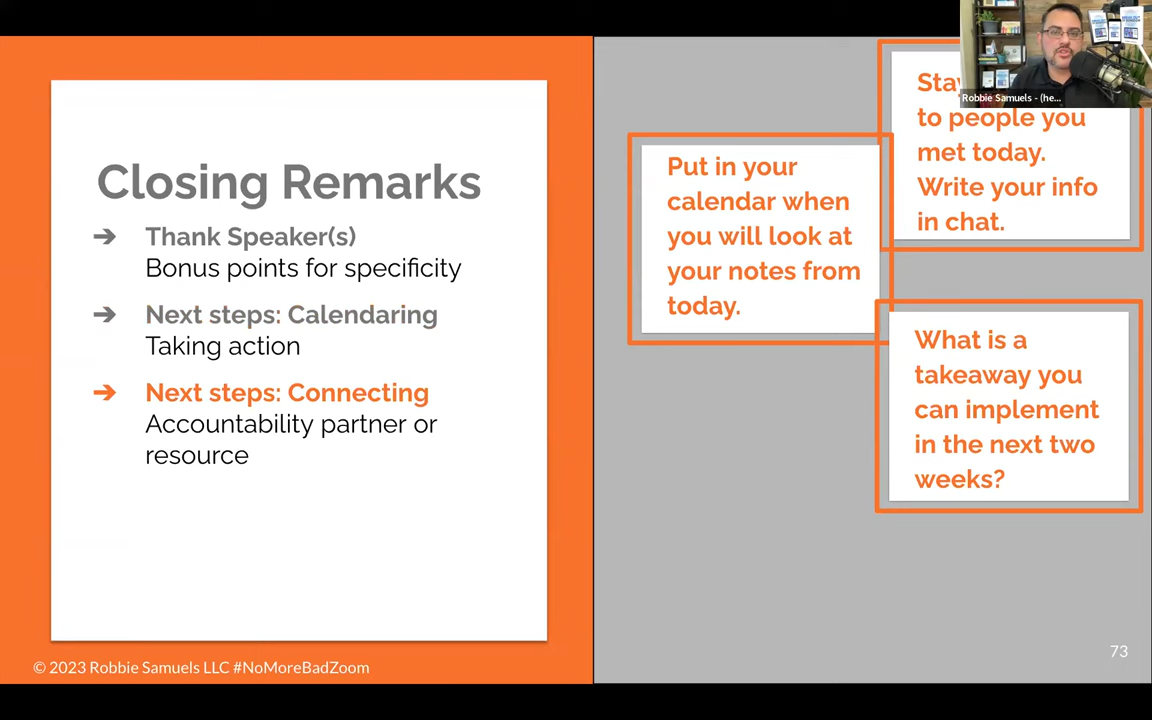 Closing Remarks
➔ Thank Speaker(s)
Bonus points for specificity
➔ Next steps: Calendaring
Taking action
➔ Next steps: Connecting
Accountability partner or
resource
© 2023 Robbie Samuels LLC #NoMoreBadZoom
Put in your
calendar when
you will look at
your notes from
today.
to people you
met today.
Write your info
in chat.
What is a
takeaway you
can implement
in the next two
weeks?
73
Robbie Samuels - (he...